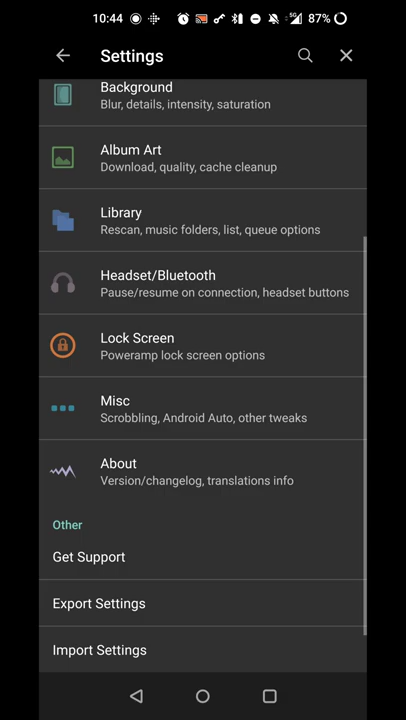 10:44
5G
87%
Settings
Background
Blur, details, intensity, saturation
Album Art
Download, quality, cache cleanup
Library
Rescan, music folders, list, queue options
Headset/Bluetooth
Pause/resume on connection, headset buttons
Lock Screen
Poweramp lock screen options
Misc
Scrobbling, Android Auto, other tweaks
About
Version/changelog, translations info
Other
Get Support
Export Settings
Import Settings